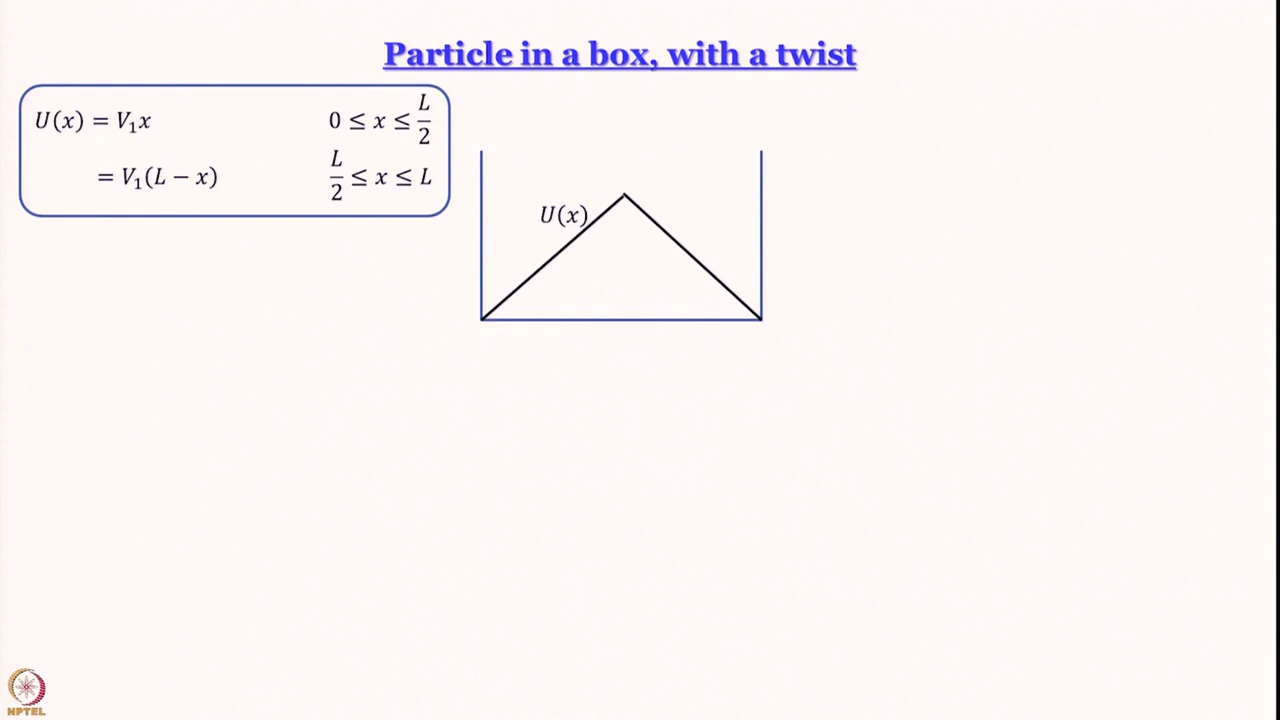 Particle in a box, with a twist
U(x) = V₁x 0 ≤ x ≤ L/2
= V₁(L − x) L/2 ≤ x ≤ L
U(x)
NPTEL